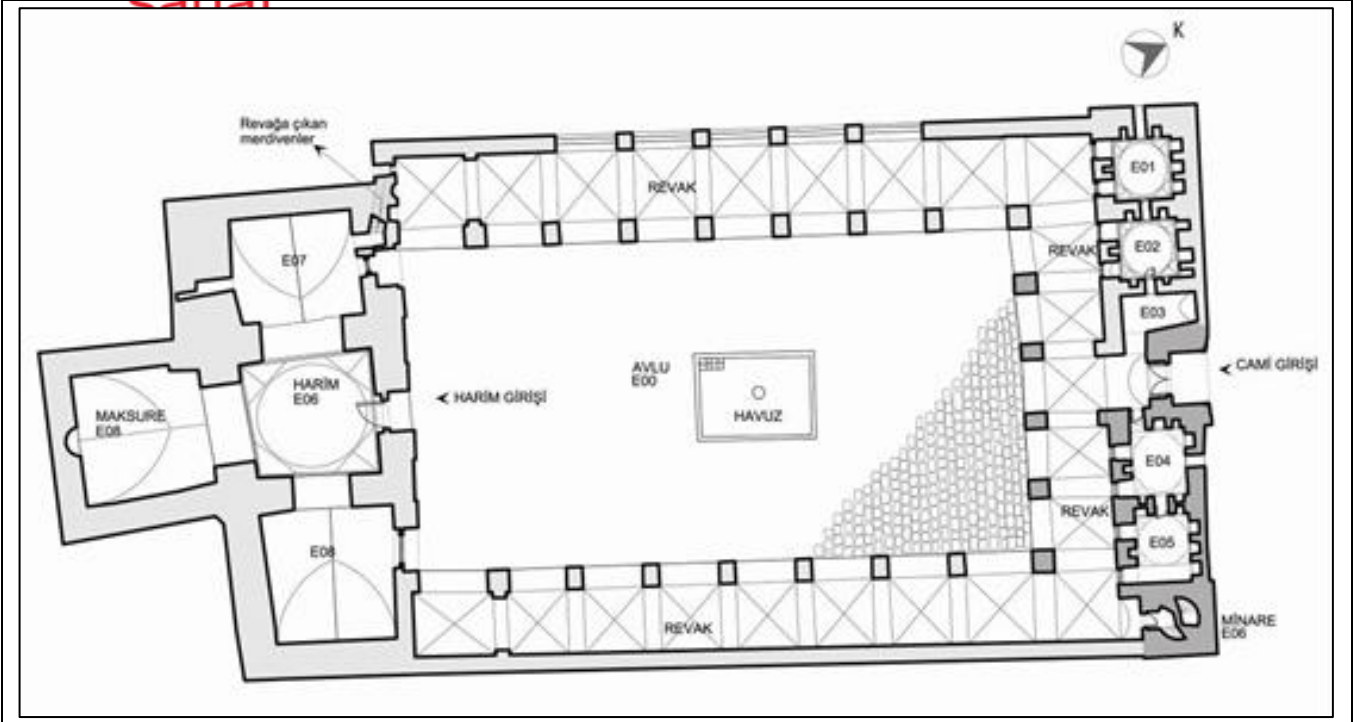 K
Revağa çıkan
merdivenler
E01
REVAK
E02
REVAK
E07
E03
AVLU
E00
HAVUZ
CAMİ GİRİŞİ
HARİM
E06
HARİM GİRİŞİ
MAKSURE
E08
E04
REVAK
E05
E08
REVAK
MİNARE
E06